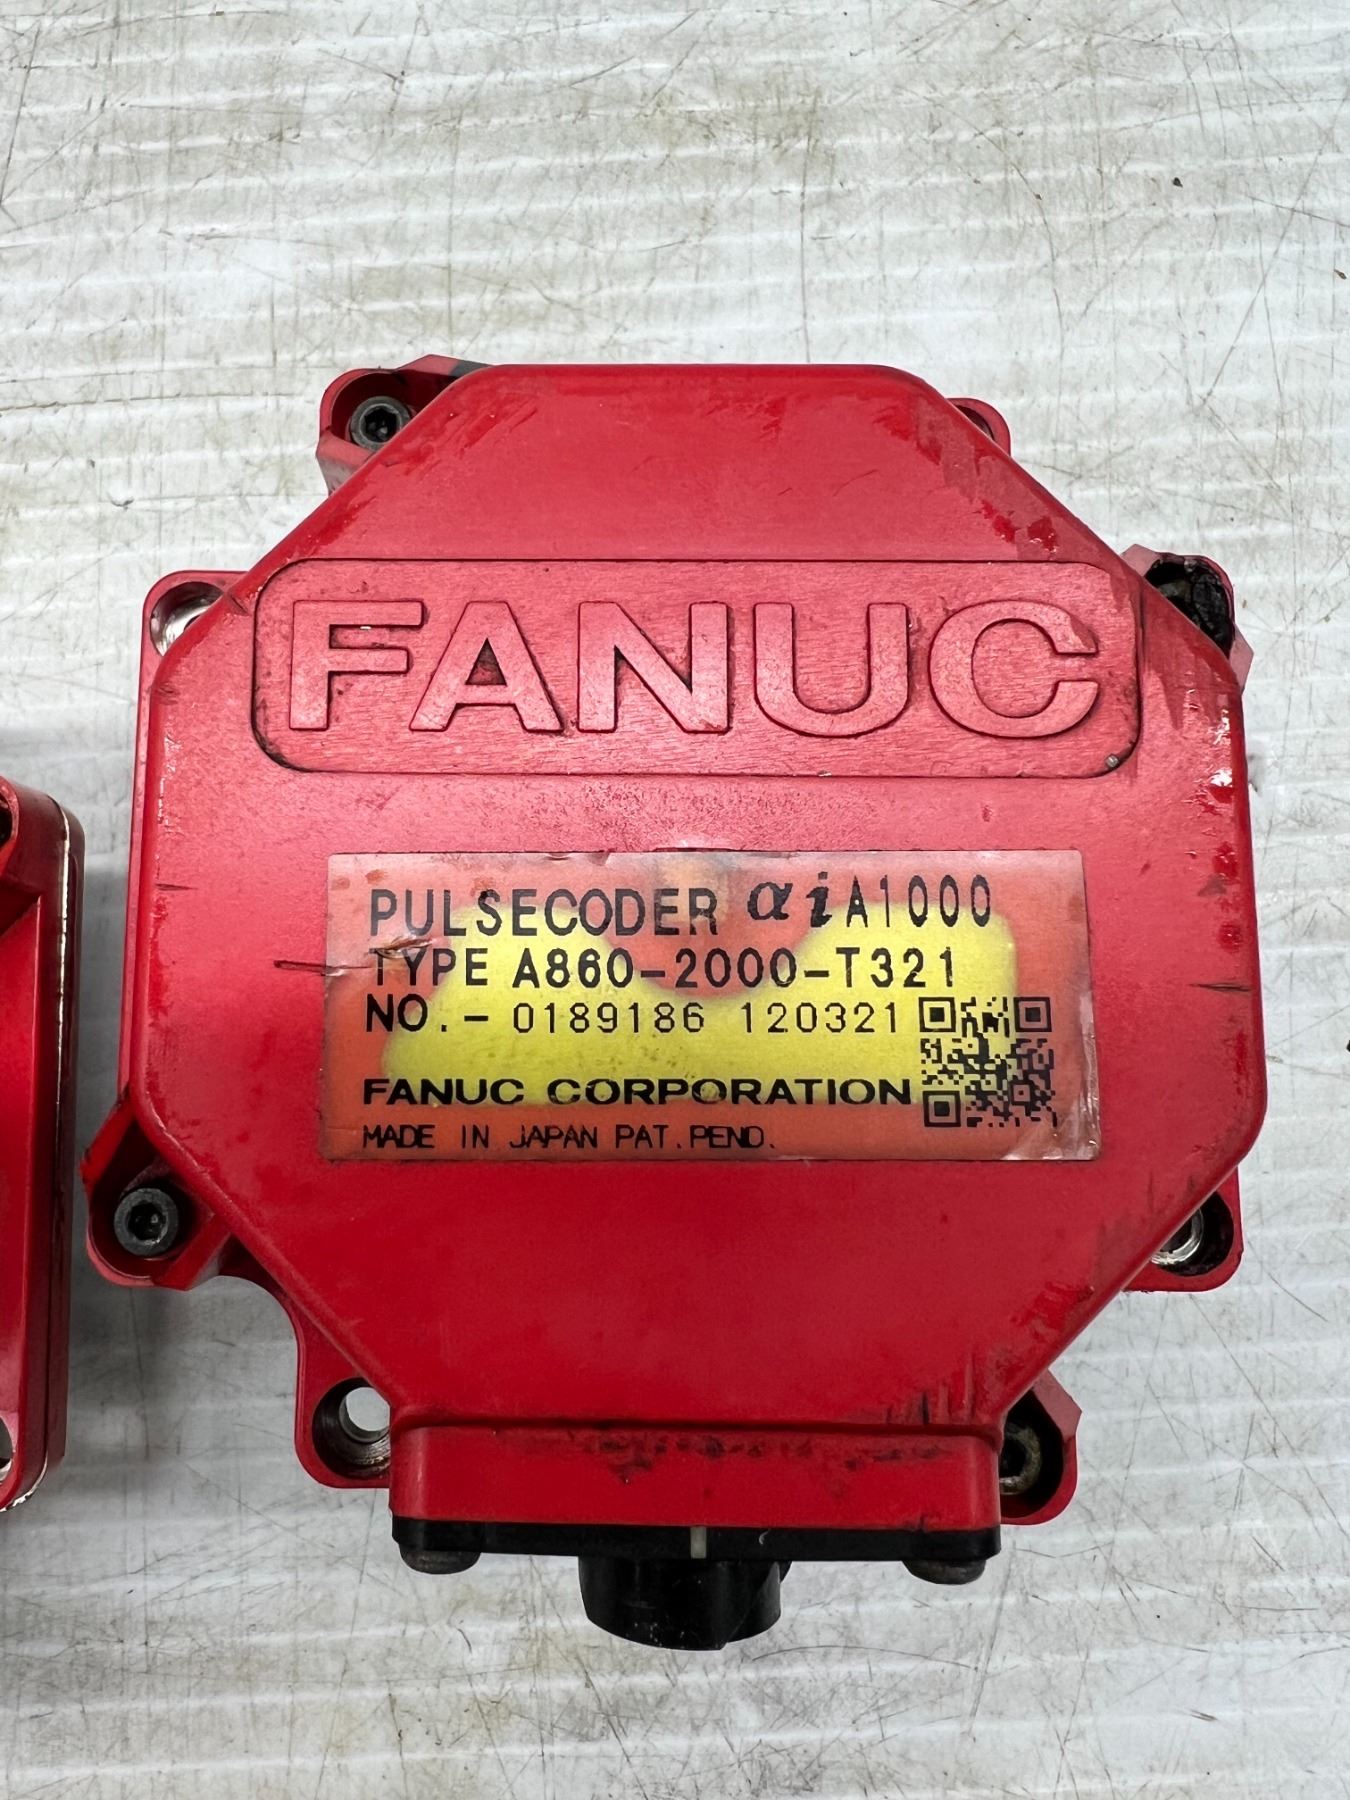 FANUC
PULSECODER αiA1000
TYPE A860-2000-T321
NO.- 0189186 120321
FANUC CORPORATION
MADE IN JAPAN PAT.PEND.